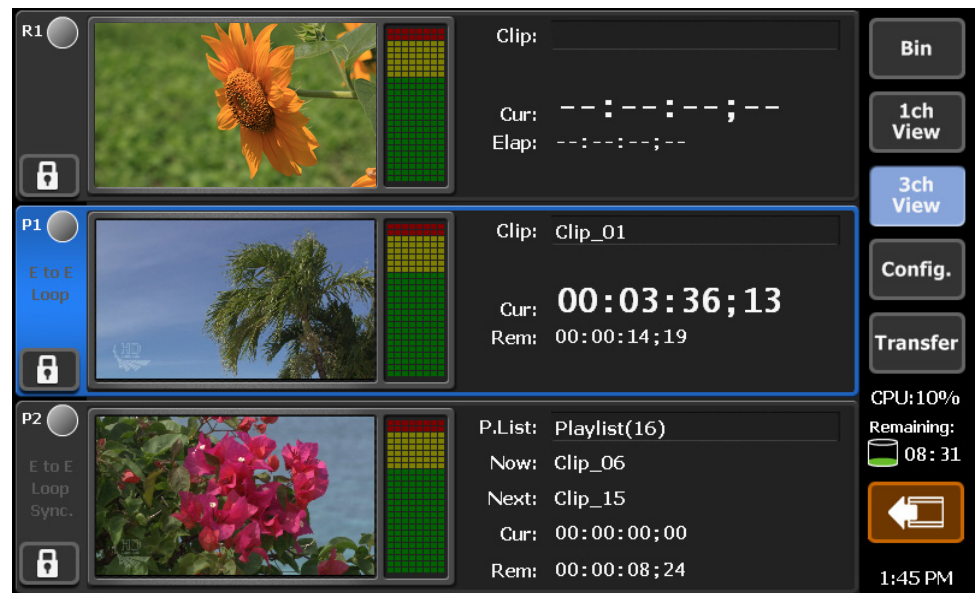 R1
Clip:
Cur: --:--:--;--
Elap: --:--:--;--
P1
E to E
Loop
Clip: Clip_01
Cur: 00:03:36;13
Rem: 00:00:14;19
HD
P2
E to E
Loop
Sync.
P.List: Playlist(16)
Now: Clip_06
Next: Clip_15
Cur: 00:00:00;00
Rem: 00:00:08;24
HD
Bin
1ch
View
3ch
View
Config.
Transfer
CPU:10%
Remaining:
08:31
1:45 PM